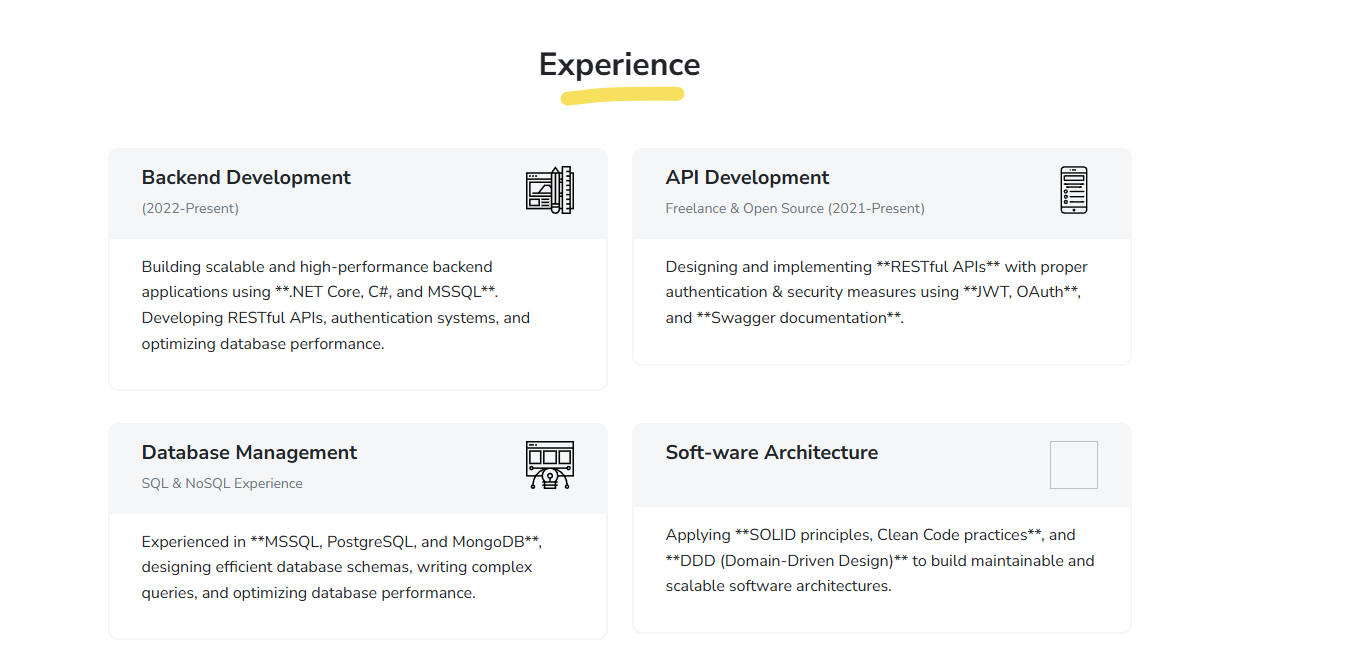 Experience
Backend Development
(2022-Present)
Building scalable and high-performance backend
applications using **.NET Core, C#, and MSSQL**.
Developing RESTful APIs, authentication systems, and
optimizing database performance.
API Development
Freelance & Open Source (2021-Present)
Designing and implementing **RESTful APIs** with proper
authentication & security measures using **JWT, OAuth**,
and **Swagger documentation**.
Database Management
SQL & NoSQL Experience
Experienced in **MSSQL, PostgreSQL, and MongoDB**,
designing efficient database schemas, writing complex
queries, and optimizing database performance.
Soft-ware Architecture
Applying **SOLID principles, Clean Code practices**, and
**DDD (Domain-Driven Design)** to build maintainable and
scalable software architectures.